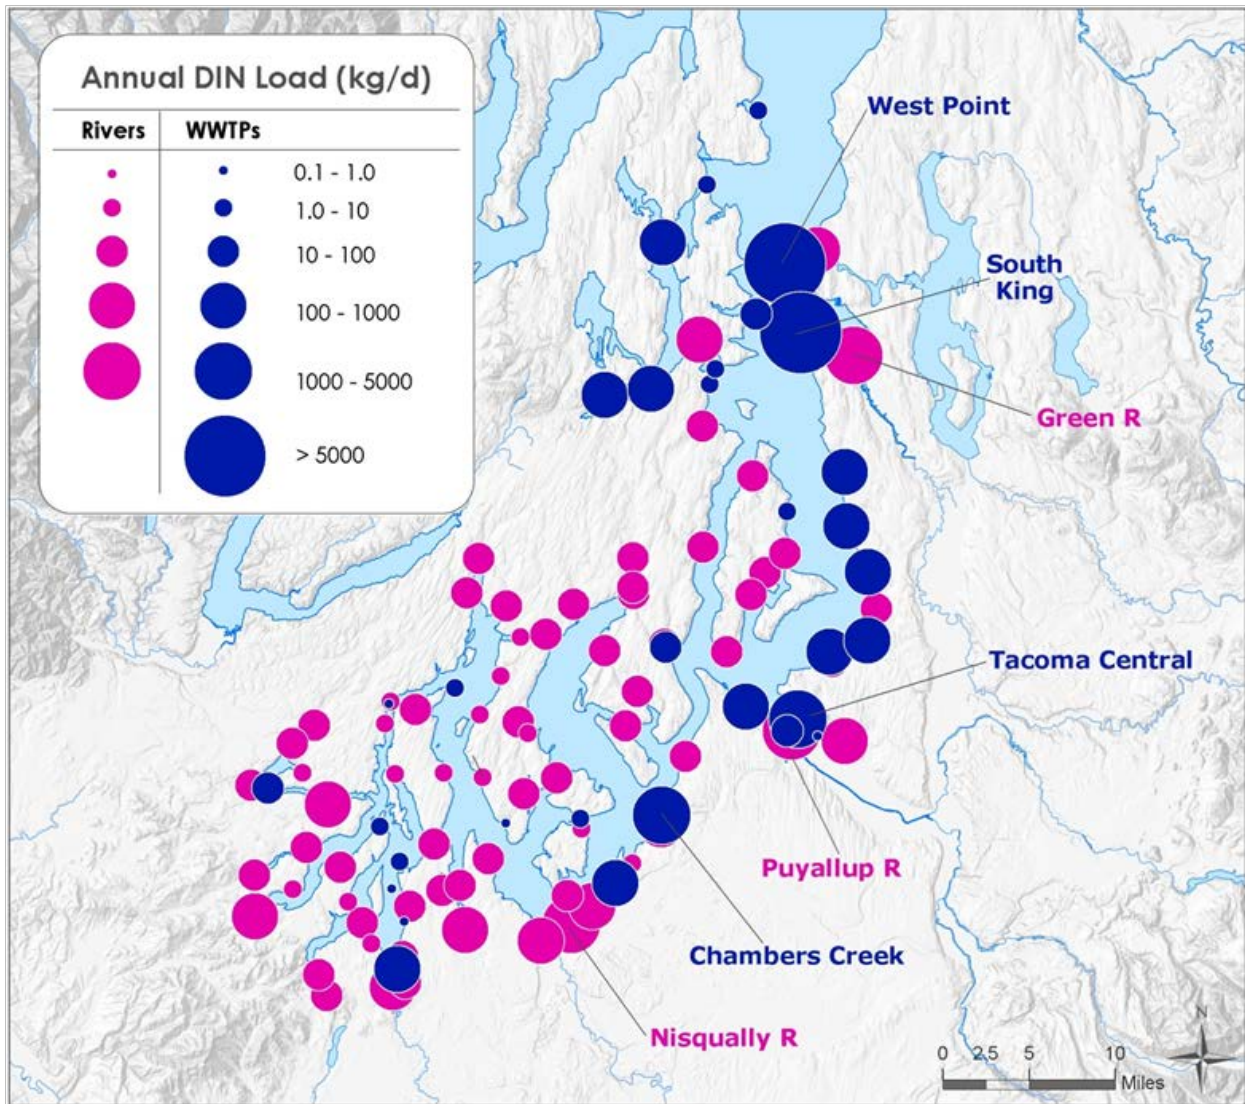 Annual DIN Load (kg/d)
Rivers WWTPs
0.1 - 1.0
1.0 - 10
10 - 100
100 - 1000
1000 - 5000
> 5000
West Point
South
King
Green R
Tacoma Central
Puyallup R
Chambers Creek
Nisqually R
N
0 2.5 5 10
Miles